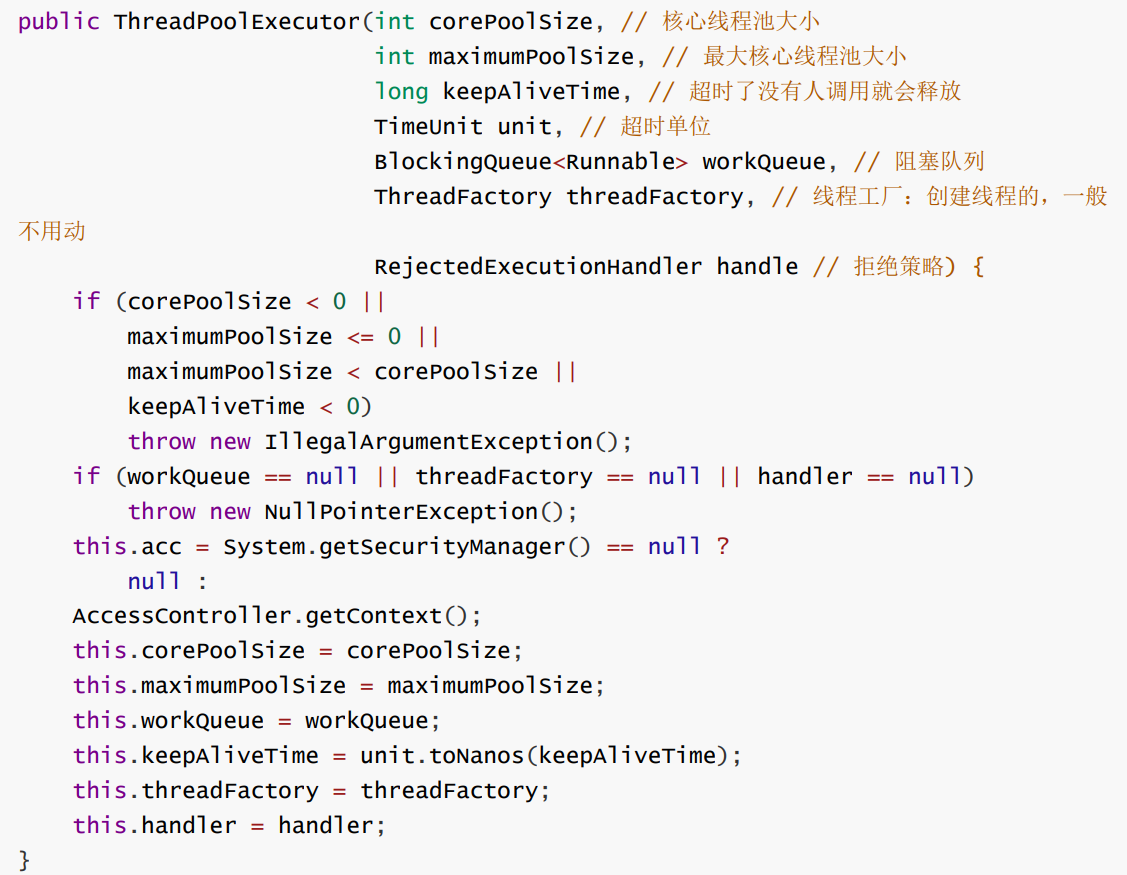 public ThreadPoolExecutor(int corePoolSize, // 核心线程池大小
                          int maximumPoolSize, // 最大核心线程池大小
                          long keepAliveTime, // 超时了没有人调用就会释放
                          TimeUnit unit, // 超时单位
                          BlockingQueue<Runnable> workQueue, // 阻塞队列
                          ThreadFactory threadFactory, // 线程工厂：创建线程的，一般
不用动
                          RejectedExecutionHandler handle // 拒绝策略) {
    if (corePoolSize < 0 ||
        maximumPoolSize <= 0 ||
        maximumPoolSize < corePoolSize ||
        keepAliveTime < 0)
        throw new IllegalArgumentException();
    if (workQueue == null || threadFactory == null || handler == null)
        throw new NullPointerException();
    this.acc = System.getSecurityManager() == null ?
        null :
    AccessController.getContext();
    this.corePoolSize = corePoolSize;
    this.maximumPoolSize = maximumPoolSize;
    this.workQueue = workQueue;
    this.keepAliveTime = unit.toNanos(keepAliveTime);
    this.threadFactory = threadFactory;
    this.handler = handler;
}